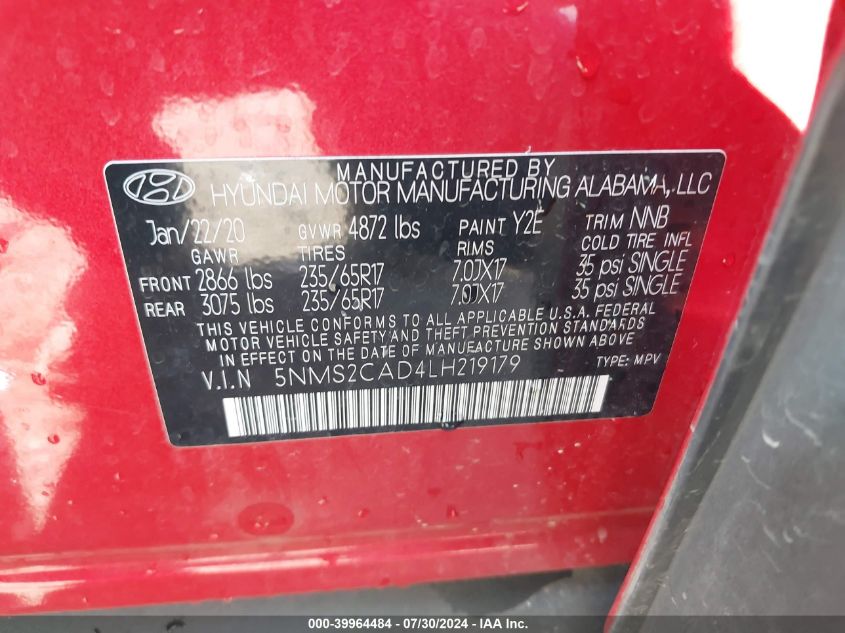 MANUFACTURED BY
HYUNDAI MOTOR MANUFACTURING ALABAMA, LLC
Jan/22/20 GVWR 4872 lbs PAINT Y2E TRIM NNB
GAWR TIRES RIMS COLD TIRE INFL
FRONT 2866 lbs 235/65R17 7.0JX17 35 psi SINGLE
REAR 3075 lbs 235/65R17 7.0JX17 35 psi SINGLE
THIS VEHICLE CONFORMS TO ALL APPLICABLE U.S.A. FEDERAL
MOTOR VEHICLE SAFETY AND THEFT PREVENTION STANDARDS
IN EFFECT ON THE DATE OF MANUFACTURE SHOWN ABOVE
V.I.N 5NMS2CAD4LH219179 TYPE: MPV
000-39964484 - 07/30/2024 - IAAI.com